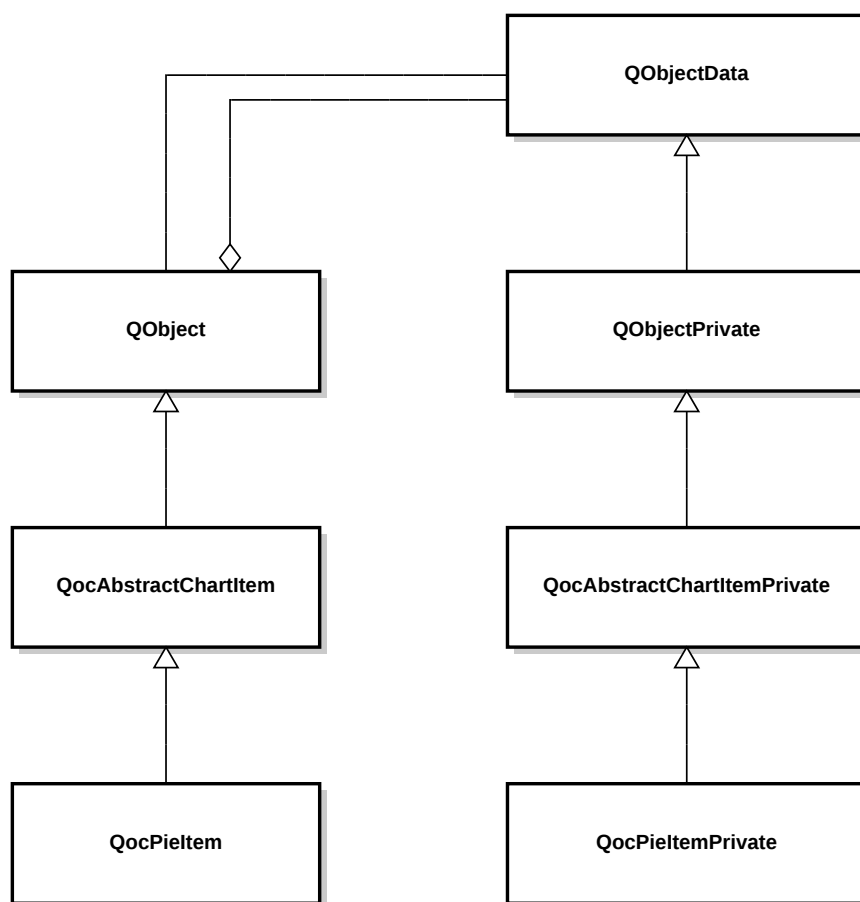 QObjectData
QObject
QObjectPrivate
QocAbstractChartItem
QocAbstractChartItemPrivate
QocPieItem
QocPieItemPrivate